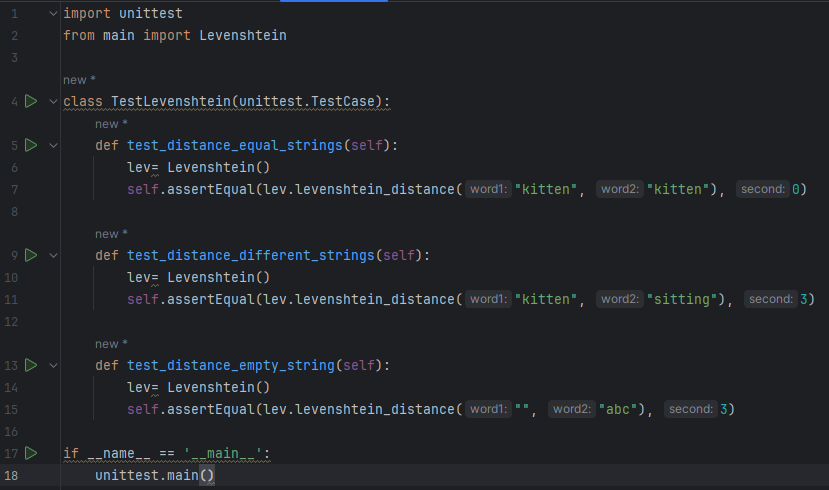 1 import unittest
2 from main import Levenshtein
3
new *
4 class TestLevenshtein(unittest.TestCase):
new *
5 def test_distance_equal_strings(self):
6 lev= Levenshtein()
7 self.assertEqual(lev.levenshtein_distance( word1: "kitten", word2: "kitten"), second: 0)
8
new *
9 def test_distance_different_strings(self):
10 lev= Levenshtein()
11 self.assertEqual(lev.levenshtein_distance( word1: "kitten", word2: "sitting"), second: 3)
12
new *
13 def test_distance_empty_string(self):
14 lev= Levenshtein()
15 self.assertEqual(lev.levenshtein_distance( word1: "", word2: "abc"), second: 3)
16
17 if __name__ == '__main__':
18 unittest.main()